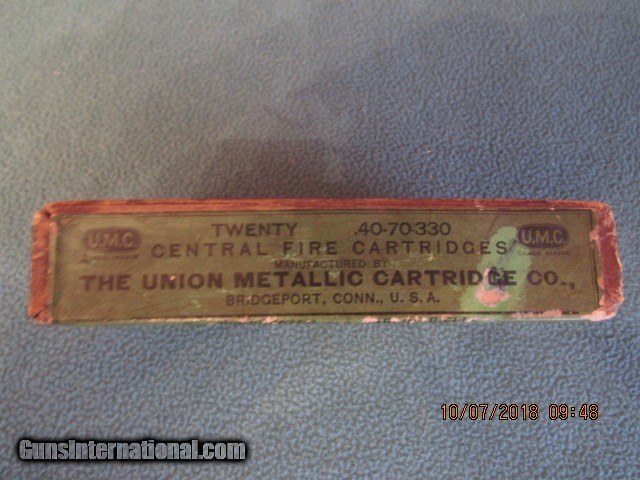 TWENTY .40-70-330
U.M.C. CENTRAL FIRE CARTRIDGES U.M.C.
MANUFACTURED BY
THE UNION METALLIC CARTRIDGE CO.,
BRIDGEPORT, CONN., U. S. A.
10/07/2018 09:48
GunsInternational.com